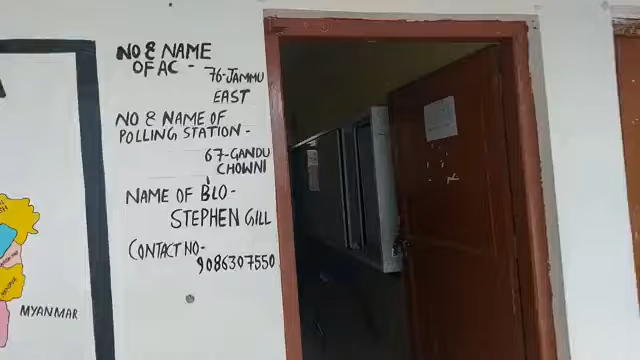 NO & NAME
OF AC - 76-JAMMU
EAST
NO & NAME OF
POLLING STATION -
67-GANDU
CHOWNI
NAME OF BLO-
STEPHEN GILL
CONTACT NO-
9086307550
MYANMAR